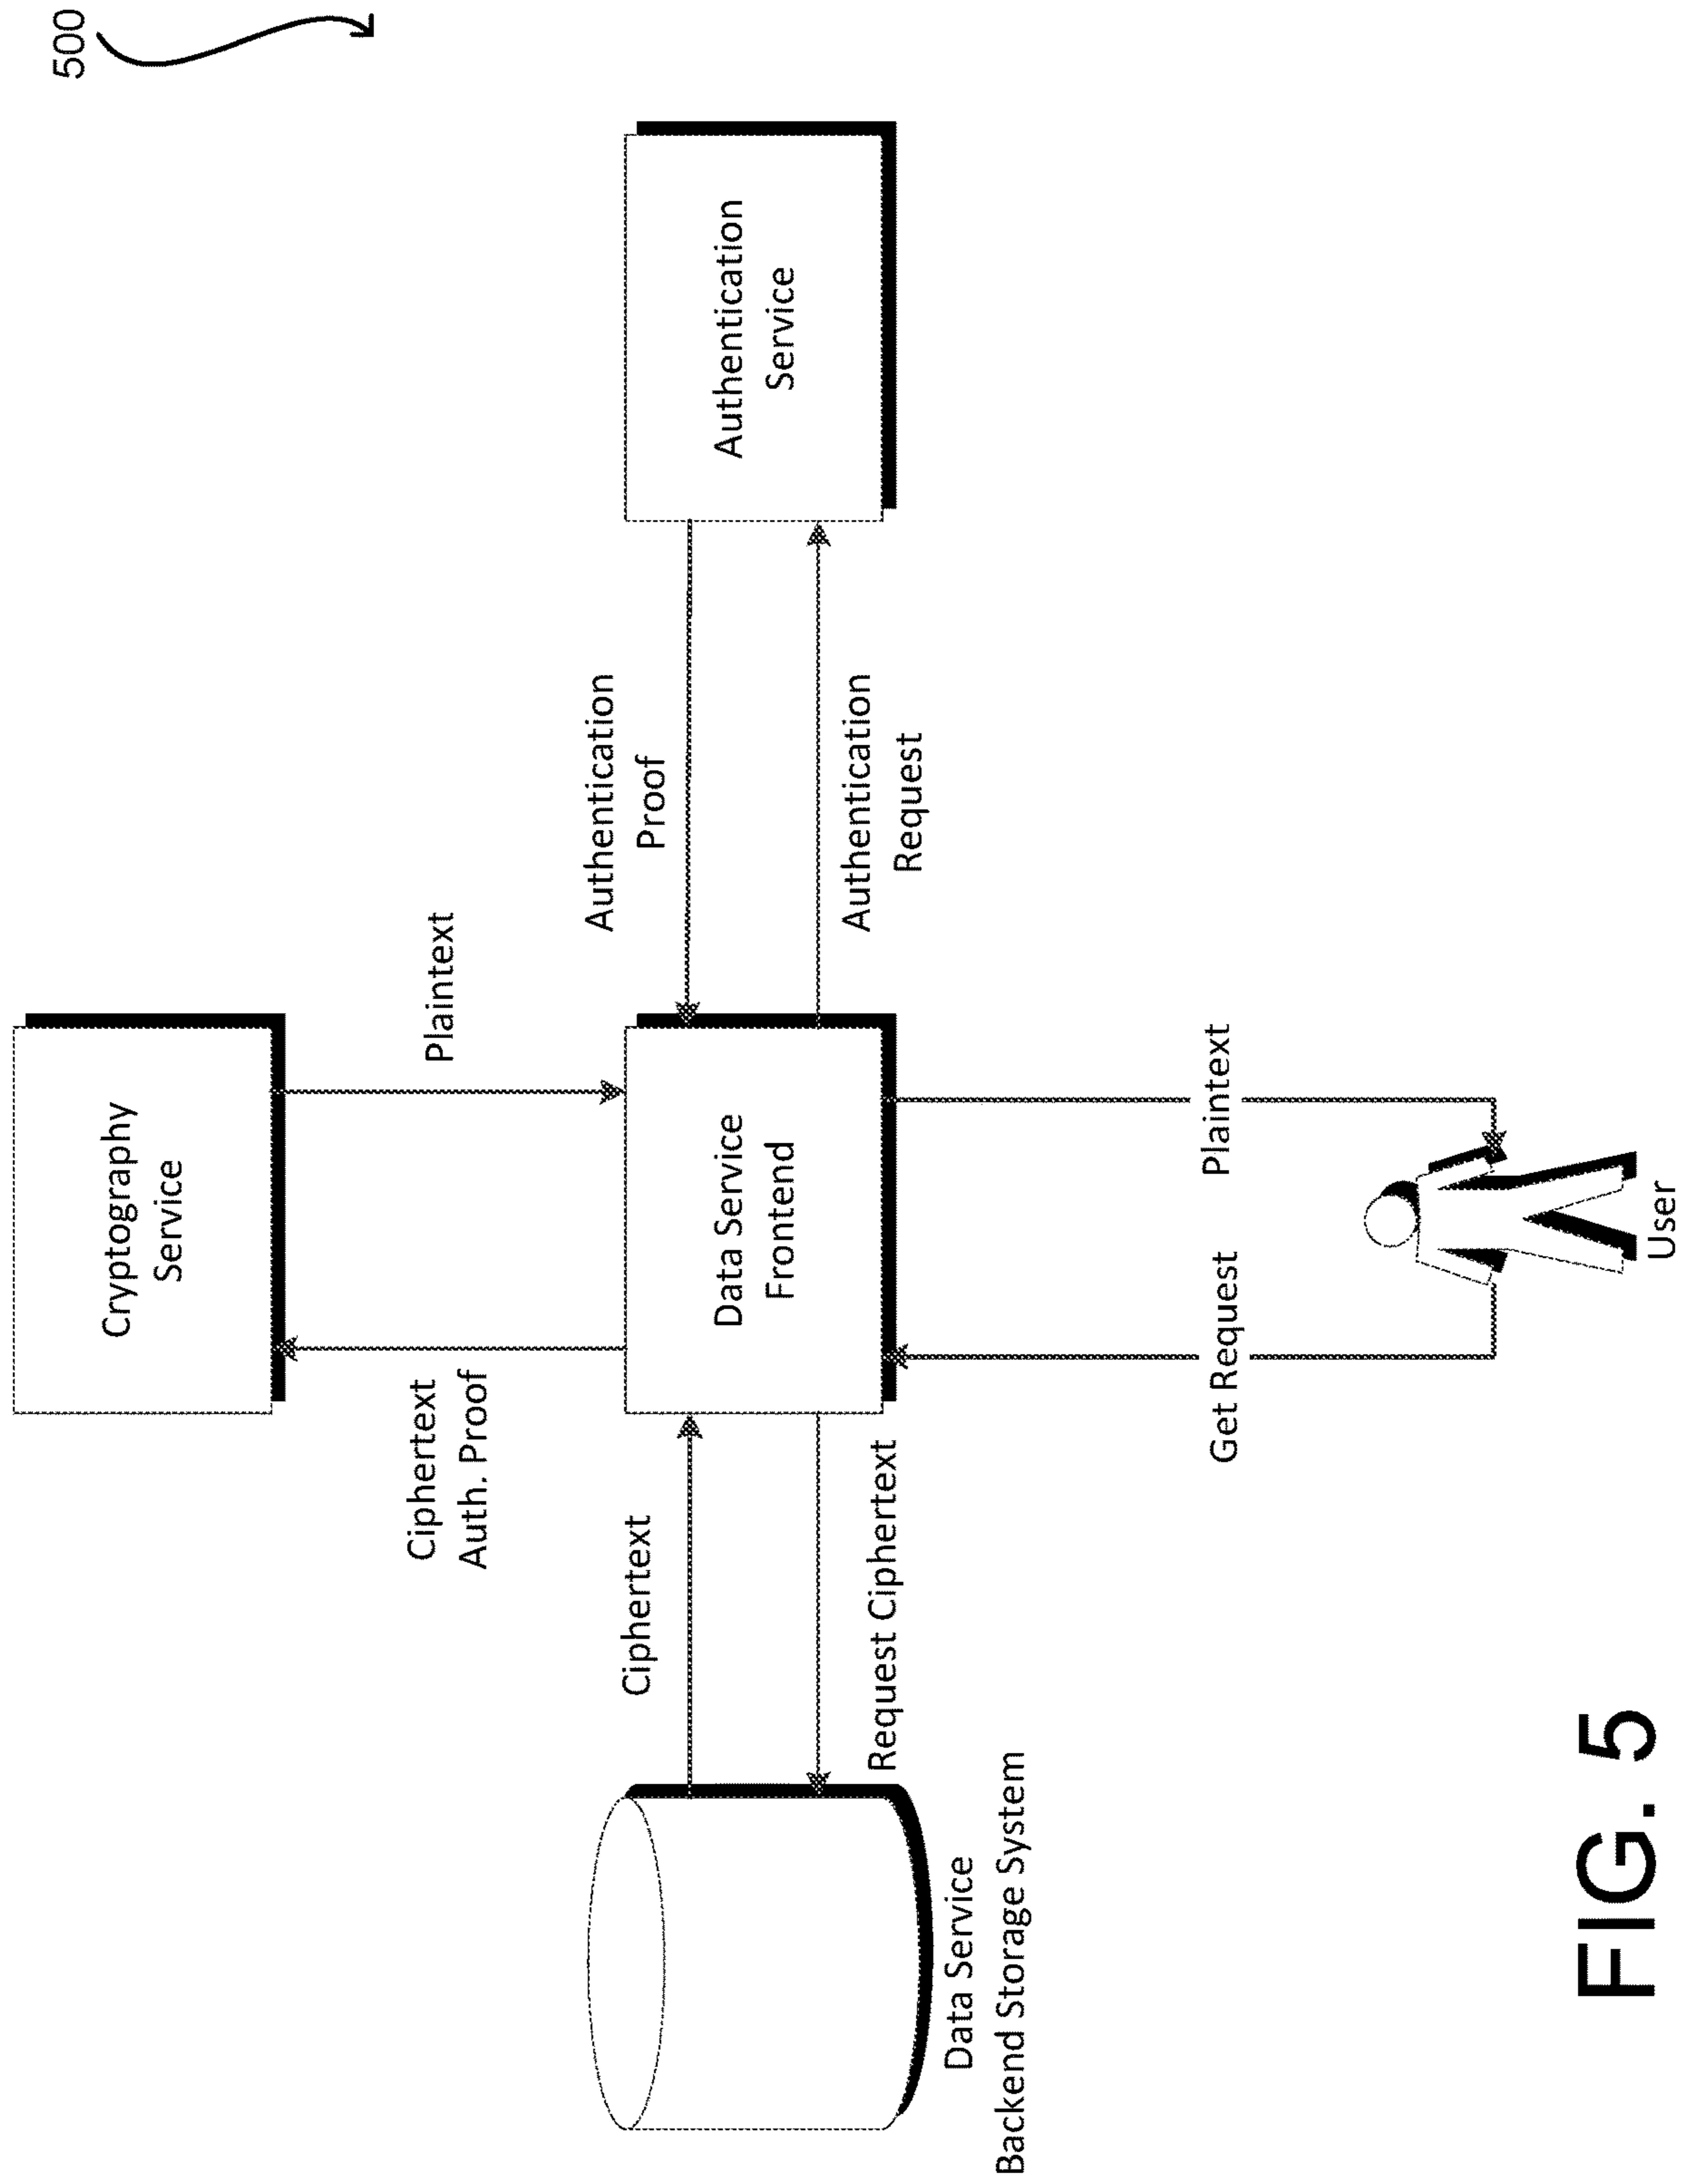 500
Cryptography
Service
Ciphertext
Auth. Proof
Plaintext
Ciphertext
Authentication
Proof
Data Service
Frontend
Authentication
Service
Request Ciphertext
Authentication
Request
Data Service
Backend Storage System
Get Request
Plaintext
User
FIG. 5